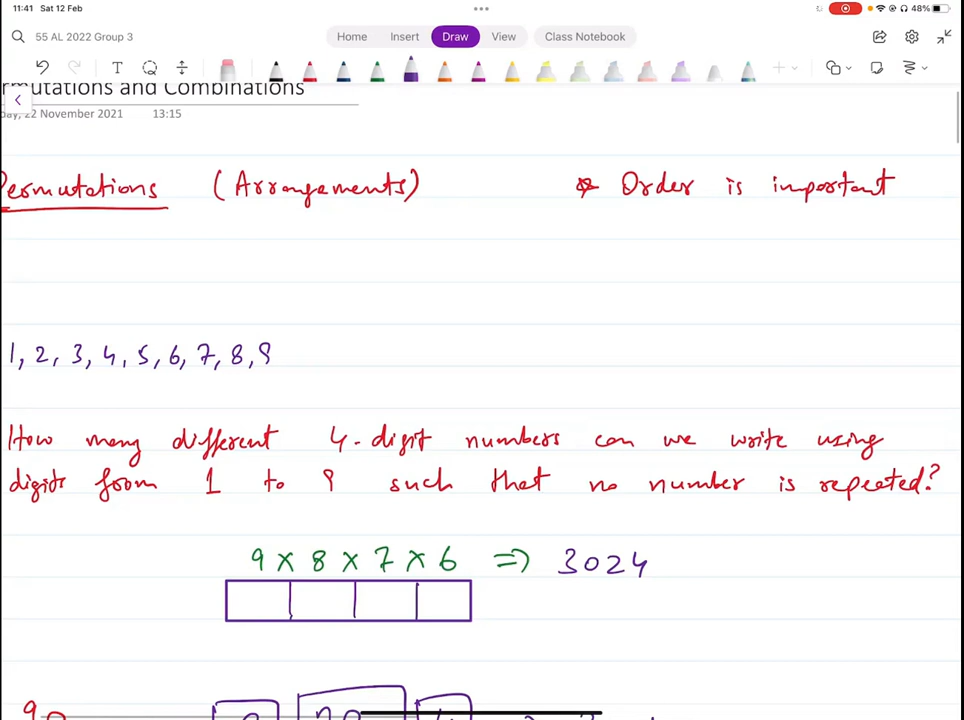 11:41 Sat 12 Feb
48%
55 AL 2022 Group 3
Home Insert Draw View Class Notebook
mutations and Combinations
day, 22 November 2021 13:15
Permutations (Arrangements) * Order is important
1, 2, 3, 4, 5, 6, 7, 8, 9
How many different 4-digit numbers can we write using
digits from 1 to 9 such that no number is repeated?
9 × 8 × 7 × 6 ⇒ 3024